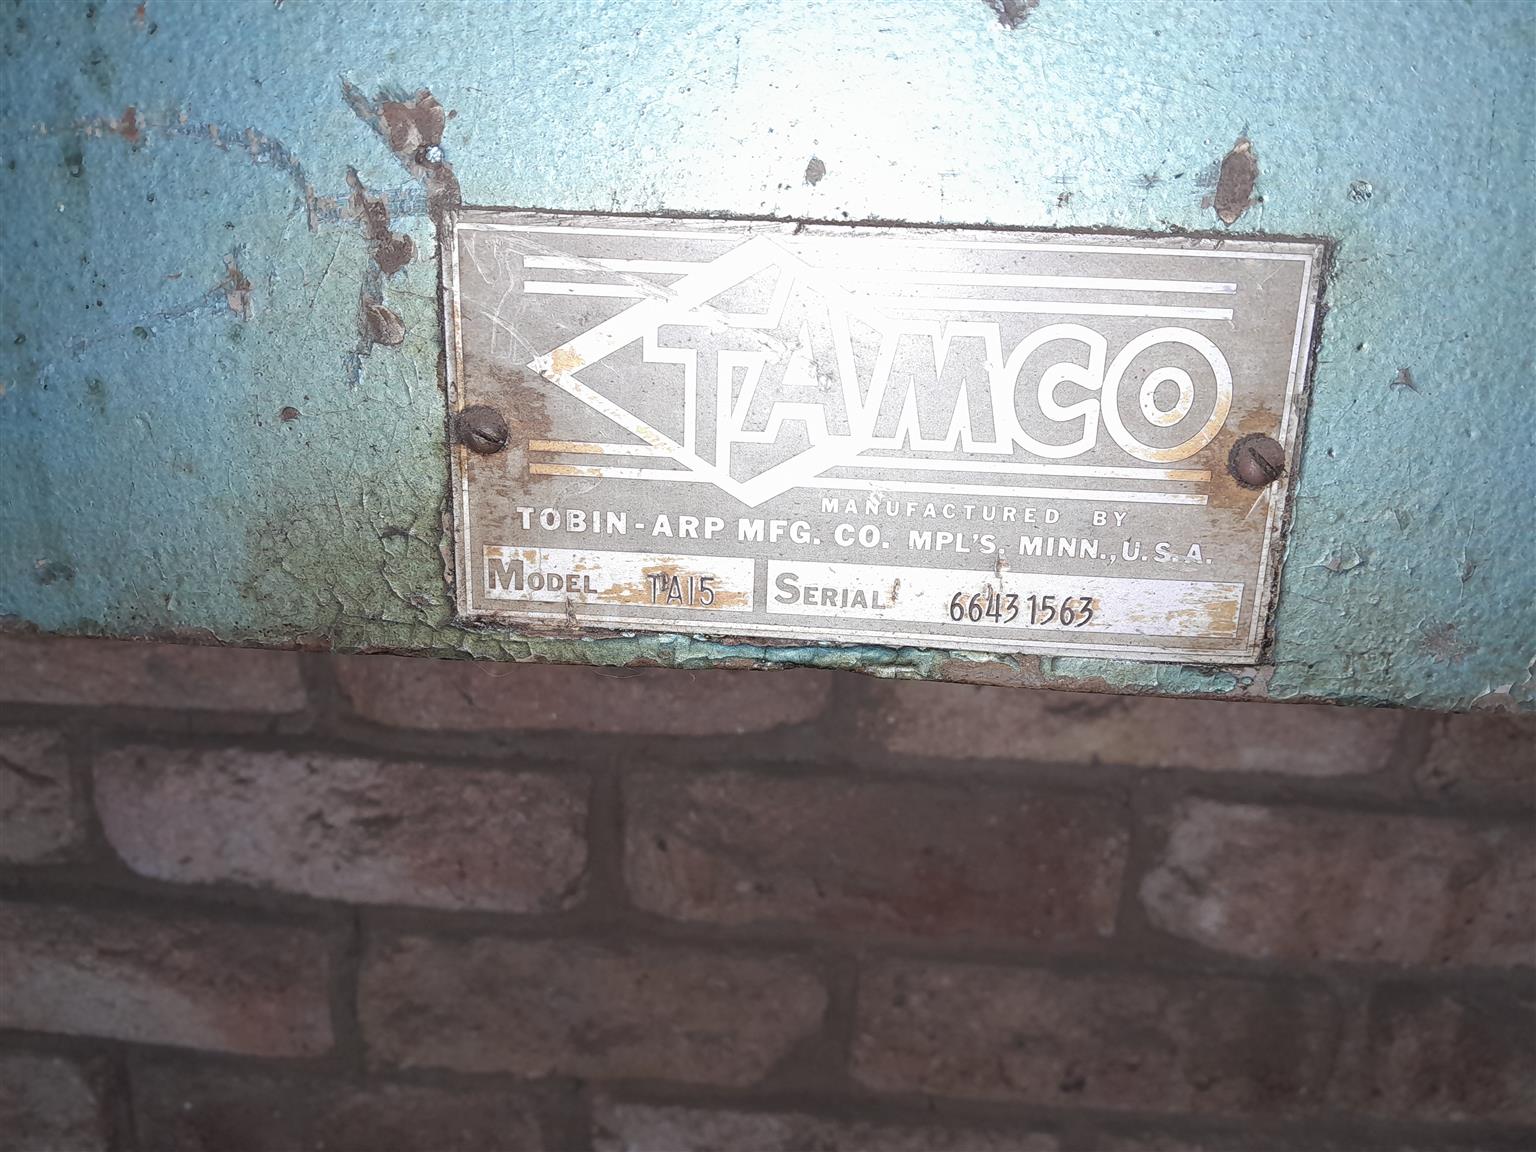 TAMCO
MANUFACTURED BY
TOBIN-ARP MFG. CO. MPL'S. MINN., U.S.A.
MODEL TA15 SERIAL 66431563